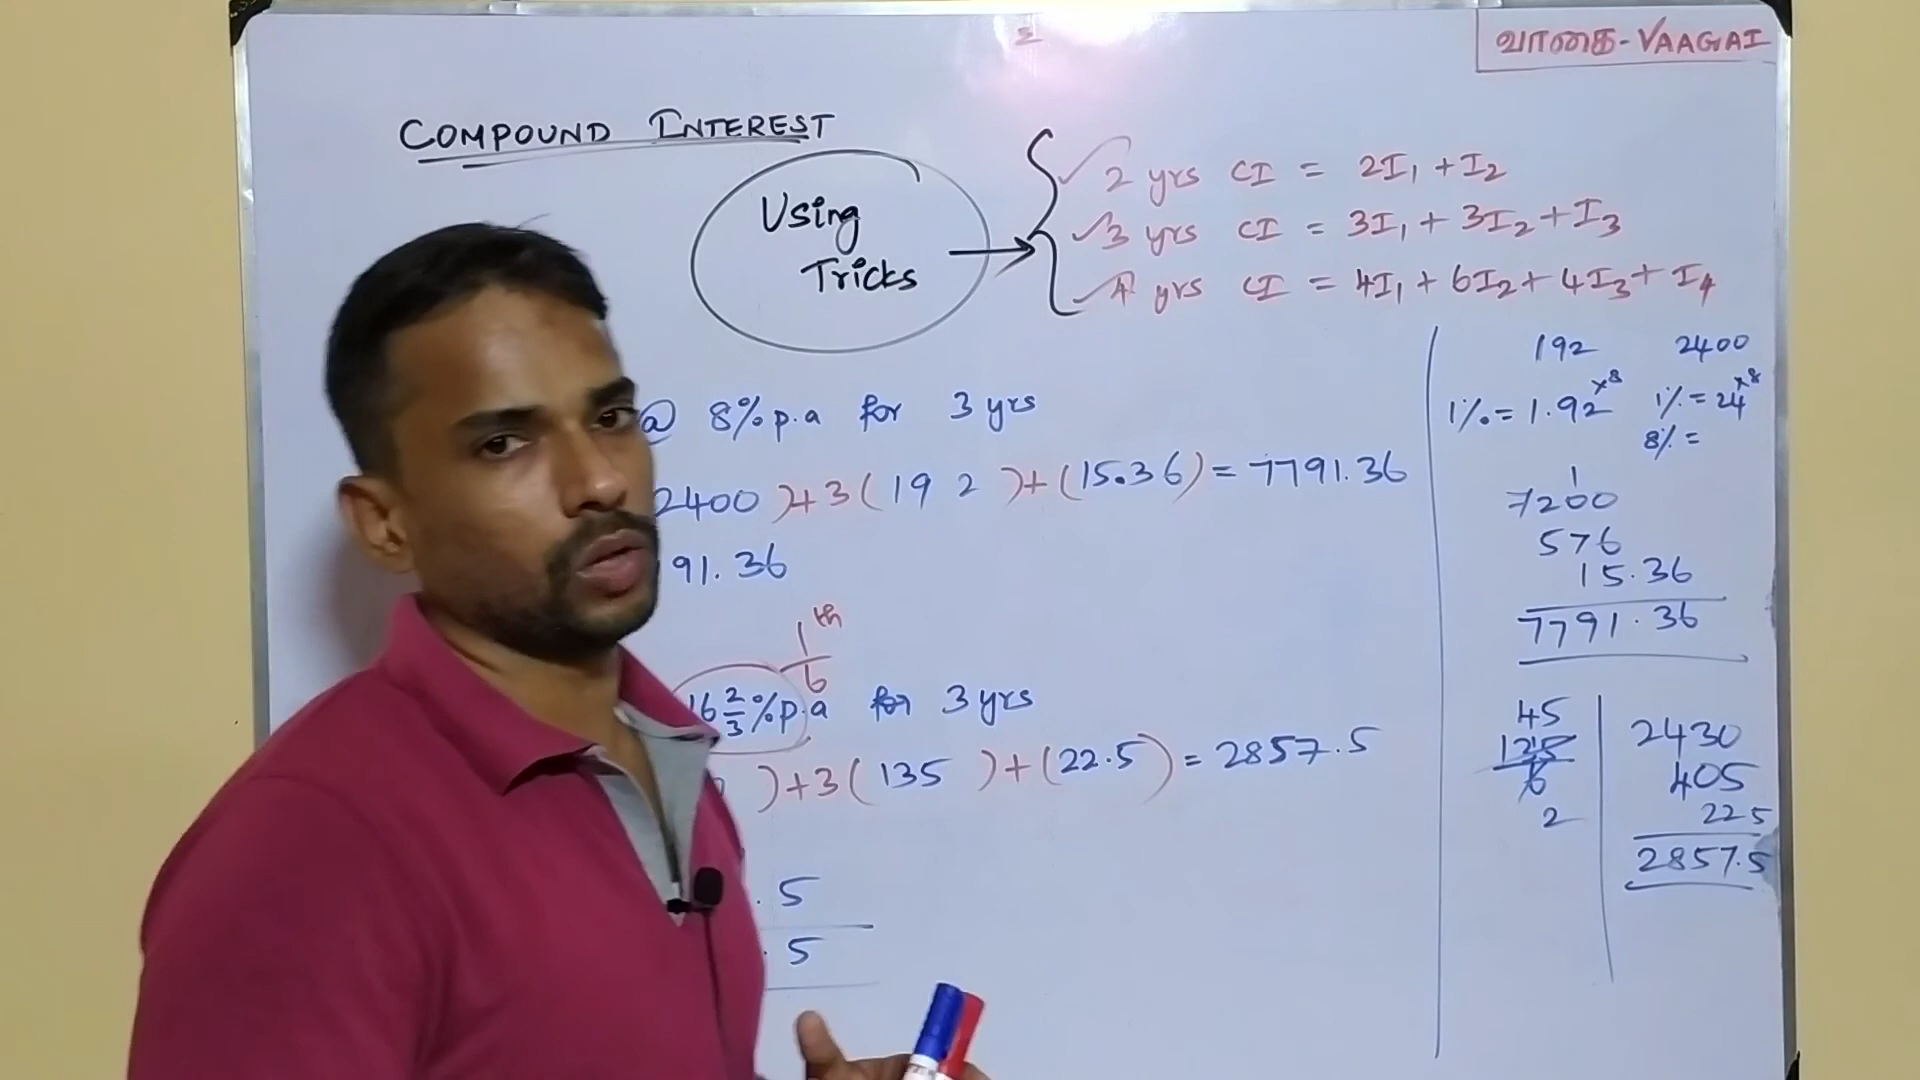 வாகை - VAAGAI
COMPOUND INTEREST
Using
Tricks
2 yrs CI = 2I₁ + I₂
3 yrs CI = 3I₁ + 3I₂ + I₃
4 yrs CI = 4I₁ + 6I₂ + 4I₃ + I₄
@ 8% p.a for 3 yrs
2400 ) + 3 ( 192 ) + (15.36) = 7791.36
91.36
1/6 th
16 2/3 % p.a for 3 yrs
) + 3 ( 135 ) + (22.5) = 2857.5
. 5
. 5
192 2400
1% = 1.92 ×8 1% = 24 ×8
8% =
1
7200
576
15.36
7791.36
45
2
2430
405
22 5
2857.5